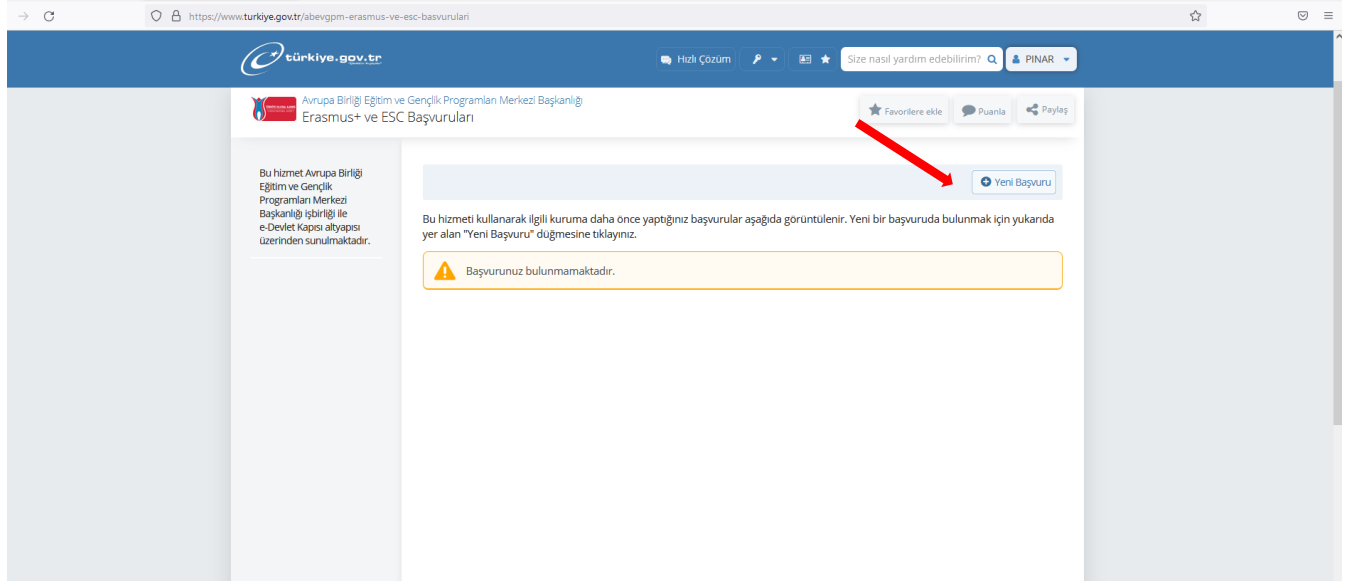 https://www.turkiye.gov.tr/abevgpm-erasmus-ve-esc-basvurulari
türkiye.gov.tr
Hızlı Çözüm
Size nasıl yardım edebilirim?
PINAR
Avrupa Birliği Eğitim ve Gençlik Programları Merkezi Başkanlığı
Erasmus+ ve ESC Başvuruları
Favorilere ekle
Puanla
Paylaş
Bu hizmet Avrupa Birliği
Eğitim ve Gençlik
Programları Merkezi
Başkanlığı işbirliği ile
e-Devlet Kapısı altyapısı
üzerinden sunulmaktadır.
Yeni Başvuru
Bu hizmeti kullanarak ilgili kuruma daha önce yaptığınız başvurular aşağıda görüntülenir. Yeni bir başvuruda bulunmak için yukarıda
yer alan "Yeni Başvuru" düğmesine tıklayınız.
Başvurunuz bulunmamaktadır.